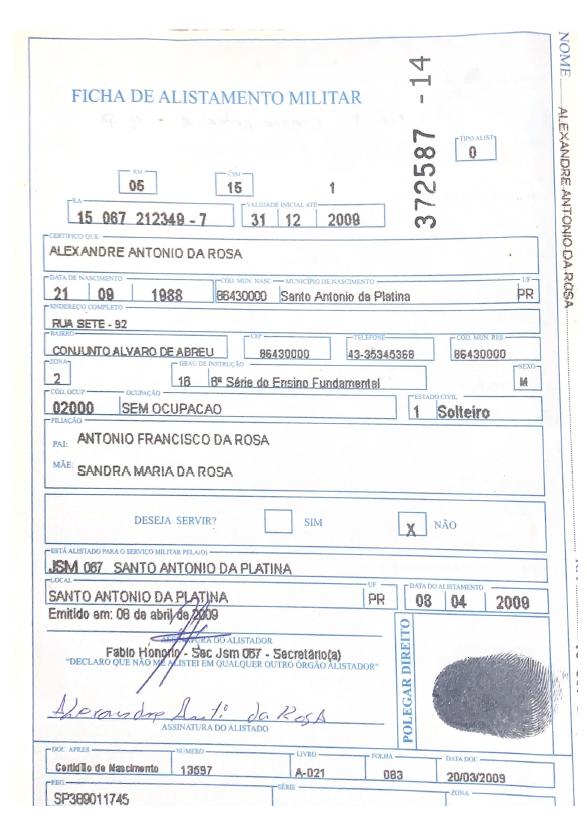 FICHA DE ALISTAMENTO MILITAR
372587 - 14
TIPO ALIST
0
RM
05
CSM
15
1
RA
15 067 212349 - 7
VALIDADE INICIAL ATÉ
31 12 2009
CERTIFICO QUE
ALEXANDRE ANTONIO DA ROSA
DATA DE NASCIMENTO
21 09 1988
CÓD. MUN. NASC
86430000
MUNICÍPIO DE NASCIMENTO
Santo Antonio da Platina
UF
PR
ENDEREÇO COMPLETO
RUA SETE - 92
BAIRRO
CONJUNTO ALVARO DE ABREU
CEP
86430000
TELEFONE
43-35345368
COD. MUN. RES.
86430000
ZONA
2
GRAU DE INSTRUÇÃO
16 8ª Série do Ensino Fundamental
SEXO
M
CÓD. OCUP
02000
OCUPAÇÃO
SEM OCUPACAO
ESTADO CIVIL
1 Solteiro
FILIAÇÃO
PAI: ANTONIO FRANCISCO DA ROSA
MÃE: SANDRA MARIA DA ROSA
DESEJA SERVIR? SIM X NÃO
ESTÁ ALISTADO PARA O SERVIÇO MILITAR PELA(O)
JSM 067 SANTO ANTONIO DA PLATINA
LOCAL
SANTO ANTONIO DA PLATINA
UF
PR
DATA DO ALISTAMENTO
08 04 2009
Emitido em: 08 de abril de 2009
ASSINATURA DO ALISTADOR
Fabio Honorio - Sec Jsm 067 - Secretário(a)
"DECLARO QUE NÃO ME ALISTEI EM QUALQUER OUTRO ÓRGÃO ALISTADOR"
Alexandre Antº da Rosa
ASSINATURA DO ALISTADO
POLEGAR DIREITO
DOC. APRES
Certidão de Nascimento
NÚMERO
13597
LIVRO
A-021
FOLHA
083
DATA DOC
20/03/2009
REG
SP389011745
SÉRIE
ZONA
NOME ALEXANDRE ANTONIO DA ROSA